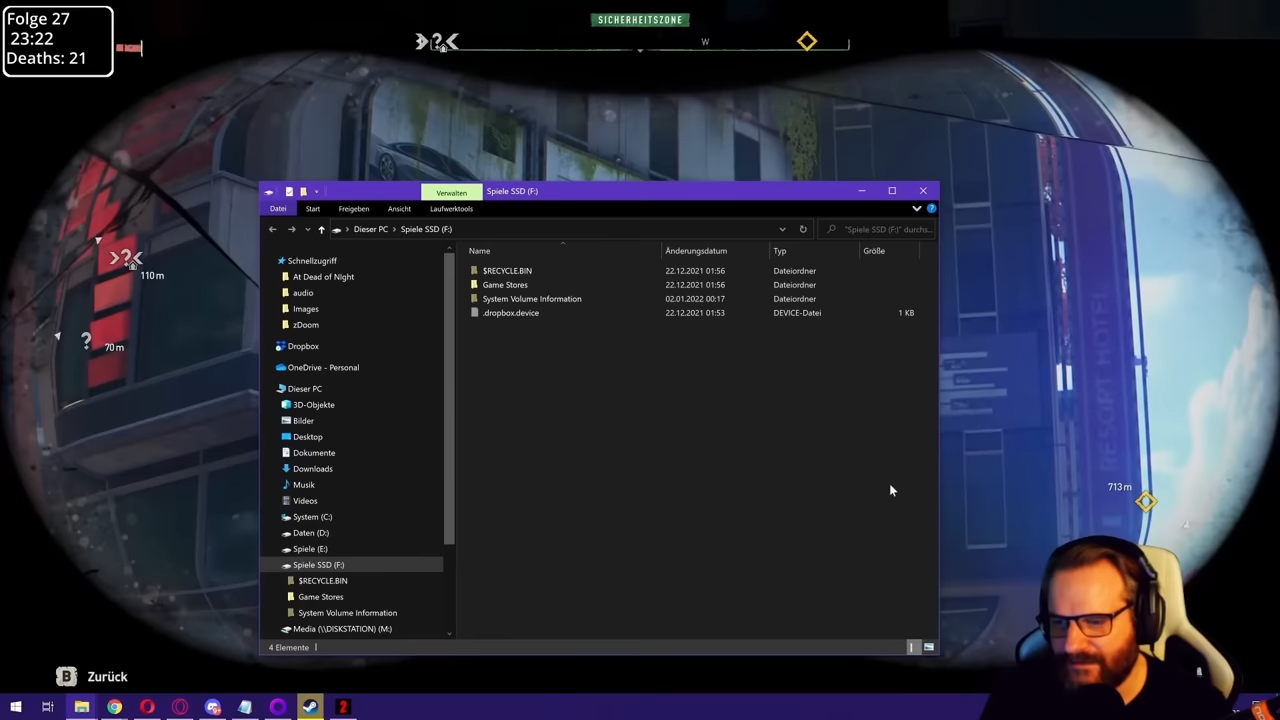 Folge 27
23:22
Deaths: 21
SICHERHEITSZONE
W
110 m
70 m
713 m
RESORT HOTEL
Verwalten
Spiele SSD (F:)
Datei
Start
Freigeben
Ansicht
Laufwerktools
Dieser PC
Spiele SSD (F:)
"Spiele SSD (F:)" durchs...
Name
Änderungsdatum
Typ
Größe
$RECYCLE.BIN 22.12.2021 01:56 Dateiordner
Game Stores 22.12.2021 01:56 Dateiordner
System Volume Information 02.01.2022 00:17 Dateiordner
.dropbox.device 22.12.2021 01:53 DEVICE-Datei 1 KB
Schnellzugriff
At Dead of NIght
audio
Images
zDoom
Dropbox
OneDrive - Personal
Dieser PC
3D-Objekte
Bilder
Desktop
Dokumente
Downloads
Musik
Videos
System (C:)
Daten (D:)
Spiele (E:)
Spiele SSD (F:)
$RECYCLE.BIN
Game Stores
System Volume Information
Media (\\DISKSTATION) (M:)
4 Elemente
B Zurück
2